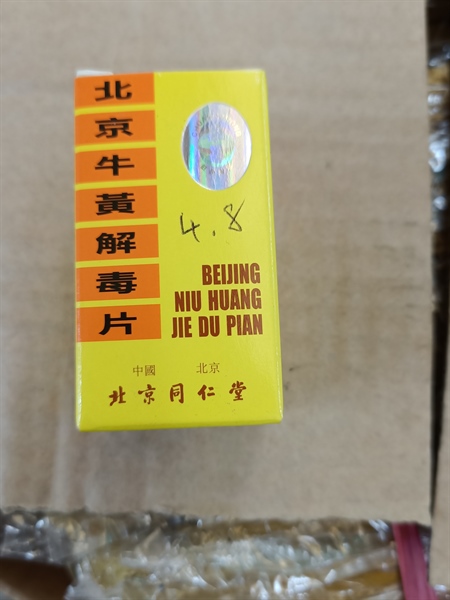 北京牛黃解毒片
4.8
BEIJING
NIU HUANG
JIE DU PIAN
中國 北京
北京同仁堂